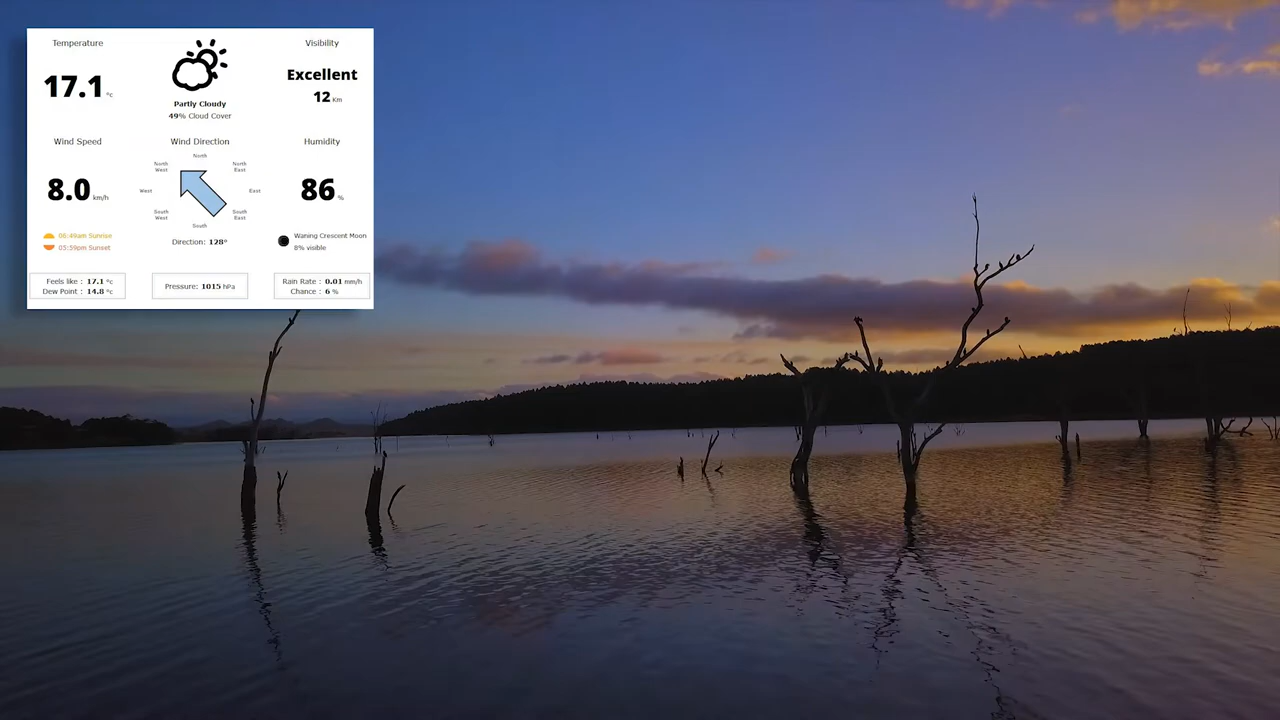 Temperature
17.1 °c
Partly Cloudy
49% Cloud Cover
Visibility
Excellent
12 Km
Wind Speed
8.0 km/h
Wind Direction
North
North West
North East
West
East
South West
South East
South
Direction: 128°
Humidity
86 %
06:49am Sunrise
05:59pm Sunset
Waning Crescent Moon
8% visible
Feels like : 17.1 °c
Dew Point : 14.8 °c
Pressure: 1015 hPa
Rain Rate : 0.01 mm/h
Chance : 6 %